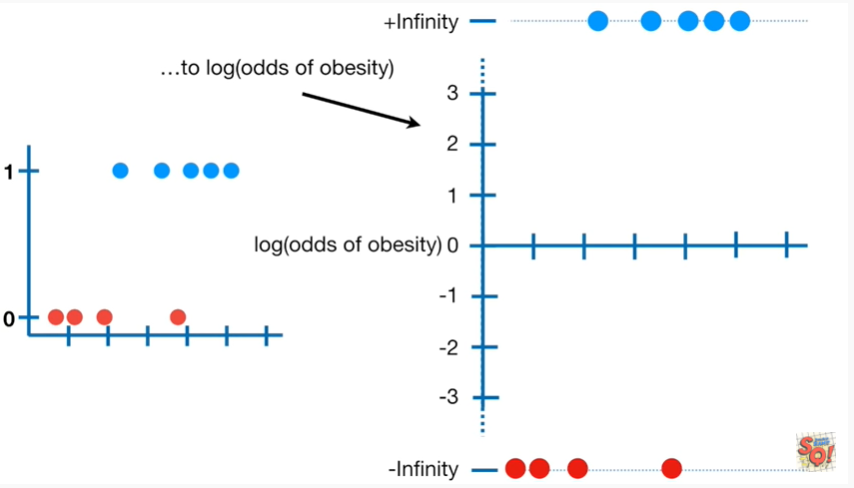 +Infinity
...to log(odds of obesity)
3
2
1
1
log(odds of obesity) 0
-1
0
-2
-3
-Infinity
SQ!